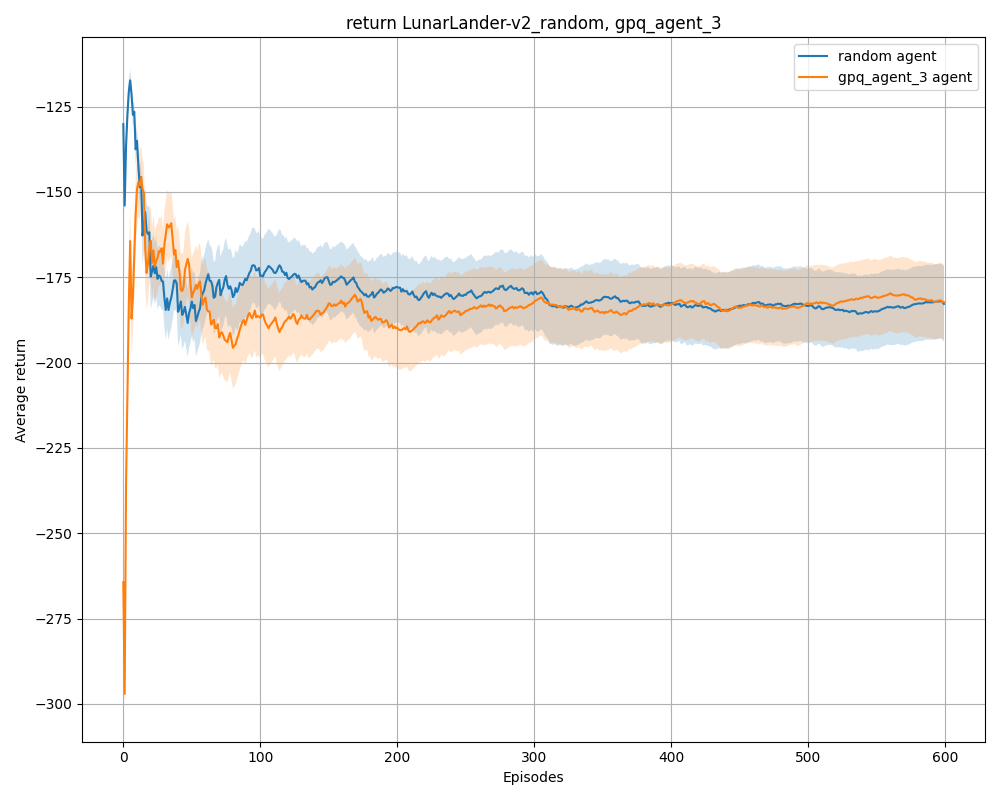 return LunarLander-v2_random, gpq_agent_3
random agent
gpq_agent_3 agent
−125
−150
−175
−200
−225
−250
−275
−300
Average return
0 100 200 300 400 500 600
Episodes